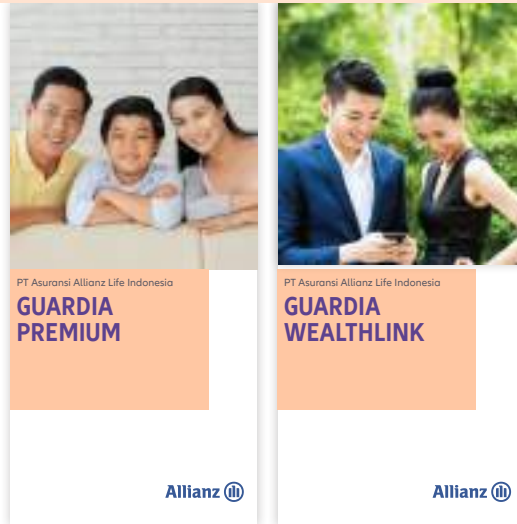 PT Asuransi Allianz Life Indonesia
GUARDIA
PREMIUM
Allianz
PT Asuransi Allianz Life Indonesia
GUARDIA
WEALTHLINK
Allianz